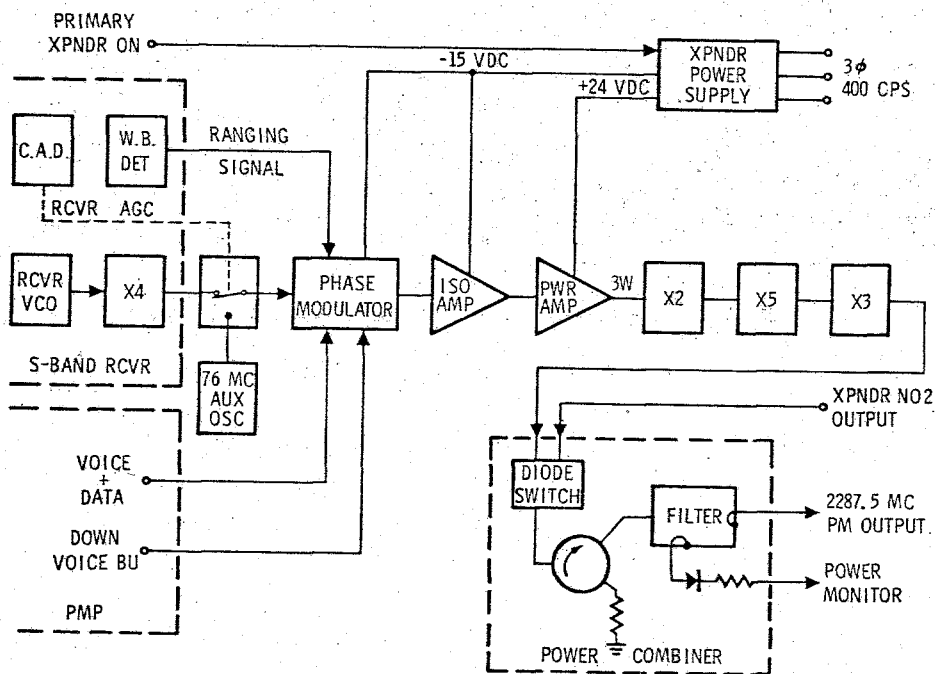 PRIMARY
XPNDR ON
-15 VDC
+24 VDC
XPNDR
POWER
SUPPLY
3ϕ
400 CPS
C.A.D.
W.B.
DET
RANGING
SIGNAL
RCVR AGC
RCVR
VCO
X4
PHASE
MODULATOR
ISO
AMP
PWR
AMP
3W
X2
X5
X3
S-BAND RCVR
76 MC
AUX
OSC
XPNDR NO2
OUTPUT
VOICE
+
DATA
DOWN
VOICE BU
PMP
DIODE
SWITCH
FILTER
2287.5 MC
PM OUTPUT.
POWER
MONITOR
POWER COMBINER